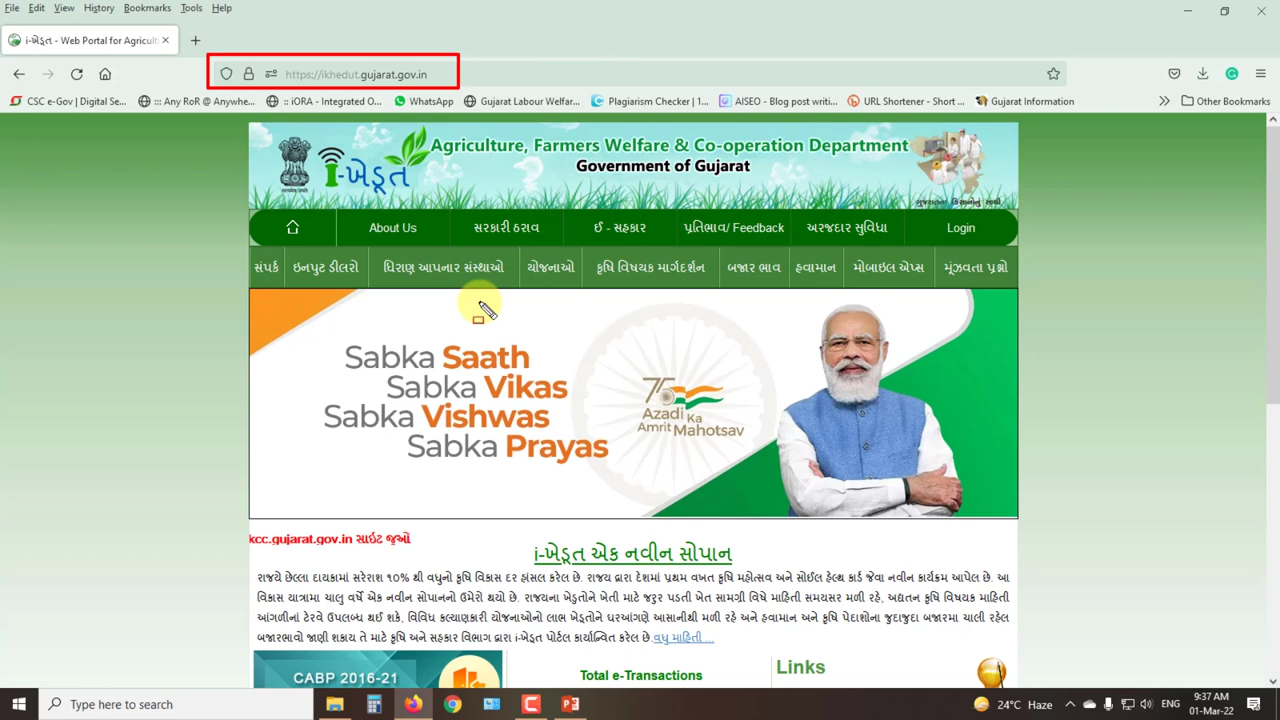 File Edit View History Bookmarks Tools Help
i-ખેડૂત - Web Portal for Agricult
https://ikhedut.gujarat.gov.in
CSC e-Gov | Digital Se... ::: Any RoR @ Anywhe... :: iORA - Integrated O... WhatsApp Gujarat Labour Welfar... Plagiarism Checker | 1... AISEO - Blog post writi... URL Shortener - Short ... Gujarat Information Other Bookmarks
i-ખેડૂત
Agriculture, Farmers Welfare & Co-operation Department
Government of Gujarat
ગુજરાતના કિસાનોનું સાથી
About Us સરકારી ઠરાવ ઈ - સહકાર પ્રતિભાવ/ Feedback અરજદાર સુવિધા Login
સંપર્ક ઇનપુટ ડીલરો ધિરાણ આપનાર સંસ્થાઓ યોજનાઓ કૃષિ વિષયક માર્ગદર્શન બજાર ભાવ હવામાન મોબાઇલ એપ્સ મૂંઝવતા પ્રશ્નો
Sabka Saath
Sabka Vikas
Sabka Vishwas
Sabka Prayas
75
Azadi Ka
Amrit Mahotsav
kcc.gujarat.gov.in સાઇટ જૂઓ
i-ખેડૂત એક નવીન સોપાન
રાજયે છેલ્લા દાયકામાં સરેરાશ ૧૦% થી વધુનો કૃષિ વિકાસ દર હાંસલ કરેલ છે. રાજય દ્વારા દેશમાં પ્રથમ વખત કૃષિ મહોત્સવ અને સોઈલ હેલ્થ કાર્ડ જેવા નવીન કાર્યક્રમ આપેલ છે. આ
વિકાસ યાત્રામા ચાલુ વર્ષે એક નવીન સોપાનનો ઉમેરો થયો છે. રાજયના ખેડૂતોને ખેતી માટે જરુર પડતી ખેત સામગ્રી વિષે માહિતી સમયસર મળી રહે, અદ્યતન કૃષિ વિષયક માહિતી
આંગળીનાં ટેરવે ઉપલબ્ધ થઈ શકે, વિવિધ કલ્યાણકારી યોજનાઓનો લાભ ખેડૂતોને ઘરઆંગણે આસાનીથી મળી રહે અને હવામાન અને કૃષિ પેદાશોના જુદાજુદા બજારમા ચાલી રહેલ
બજારભાવો જાણી શકાય તે માટે કૃષિ અને સહકાર વિભાગ દ્વારા i-ખેડૂત પોર્ટલ કાર્યાન્વિત કરેલ છે.વધુ માહિતી ...
CABP 2016-21
Total e-Transactions
Links
Type here to search
24°C Haze
ENG
9:37 AM
01-Mar-22